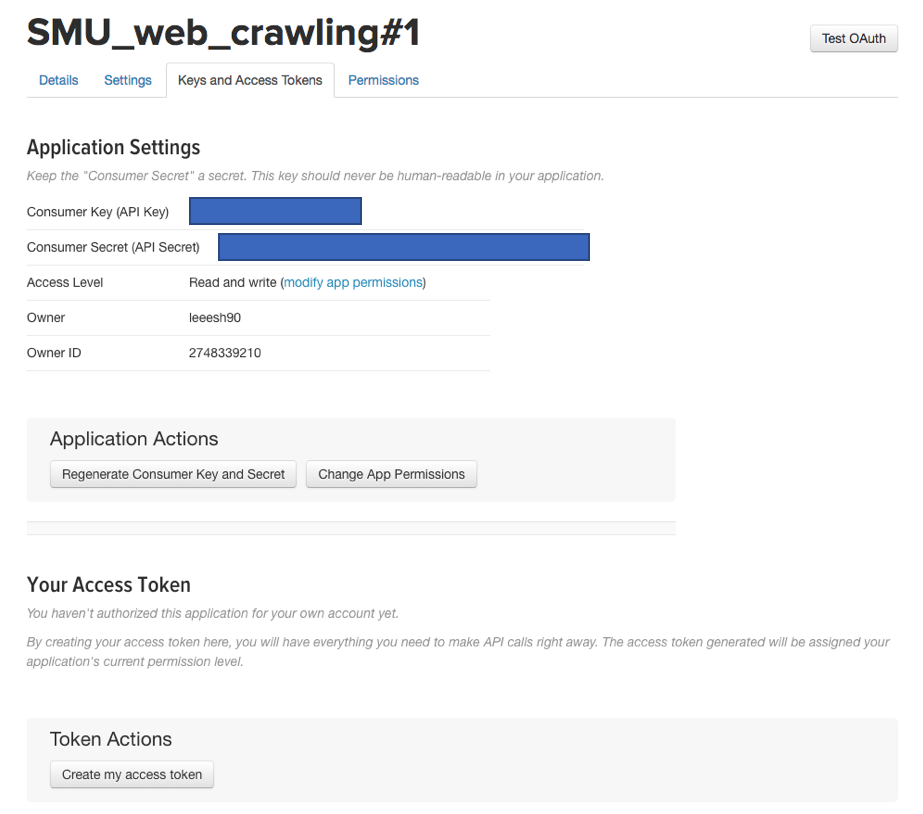 SMU_web_crawling#1
Test OAuth
Details Settings Keys and Access Tokens Permissions
Application Settings
Keep the "Consumer Secret" a secret. This key should never be human-readable in your application.
Consumer Key (API Key)
Consumer Secret (API Secret)
Access Level Read and write (modify app permissions)
Owner leeesh90
Owner ID 2748339210
Application Actions
Regenerate Consumer Key and Secret Change App Permissions
Your Access Token
You haven't authorized this application for your own account yet.
By creating your access token here, you will have everything you need to make API calls right away. The access token generated will be assigned your
application's current permission level.
Token Actions
Create my access token